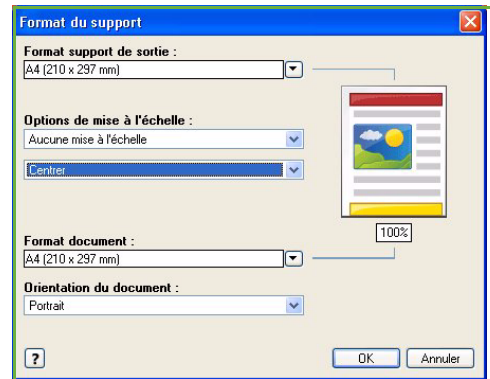 Format du support
Format support de sortie :
A4 (210 x 297 mm)
Options de mise à l'échelle :
Aucune mise à l'échelle
Centrer
100%
Format document :
A4 (210 x 297 mm)
Orientation du document :
Portrait
?
OK
Annuler